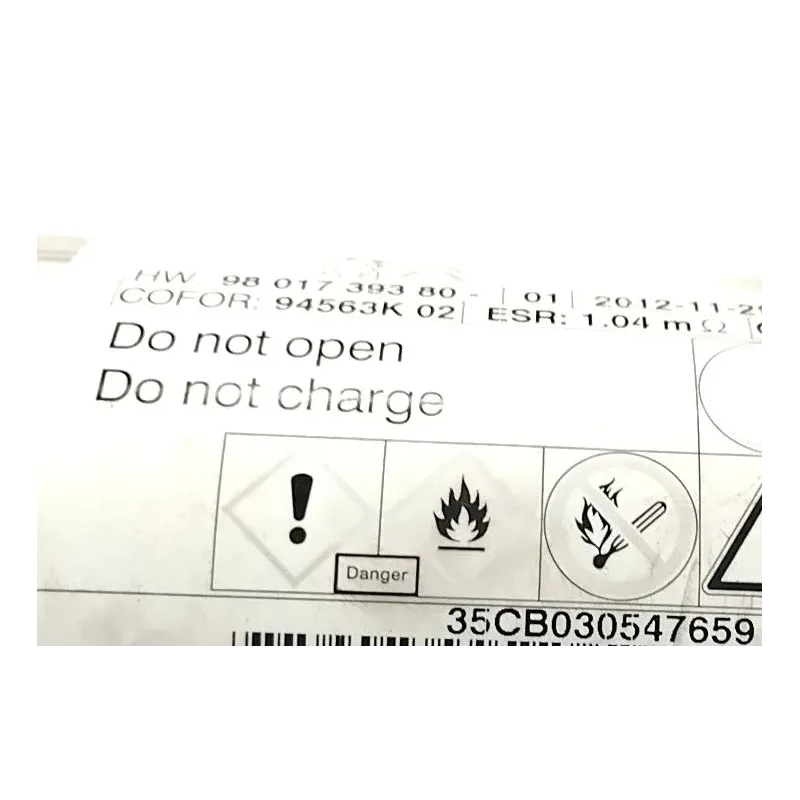 HW: 98 017 393 80 - | 01 | 2012-11-2
COFOR: 94563K 02| ESR: 1.04 mΩ
Do not open
Do not charge
Danger
35CB030547659